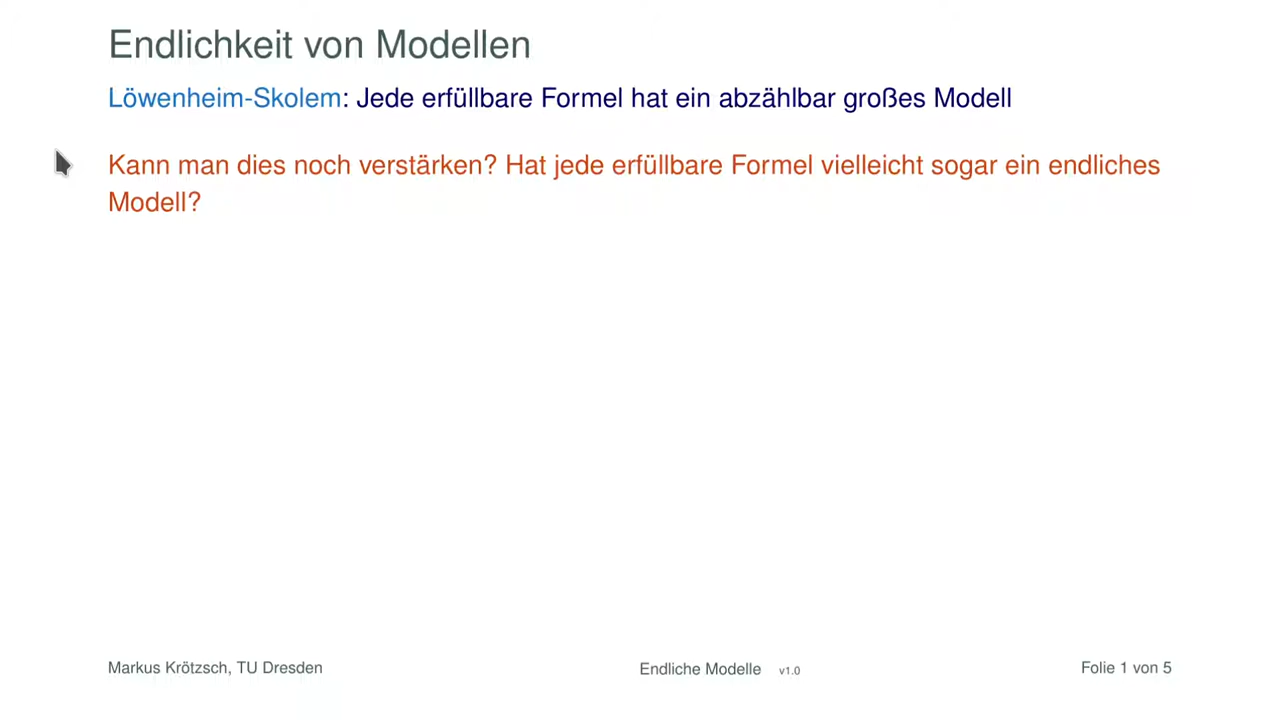 Endlichkeit von Modellen
Löwenheim-Skolem: Jede erfüllbare Formel hat ein abzählbar großes Modell
Kann man dies noch verstärken? Hat jede erfüllbare Formel vielleicht sogar ein endliches
Modell?
Markus Krötzsch, TU Dresden Endliche Modelle v1.0 Folie 1 von 5